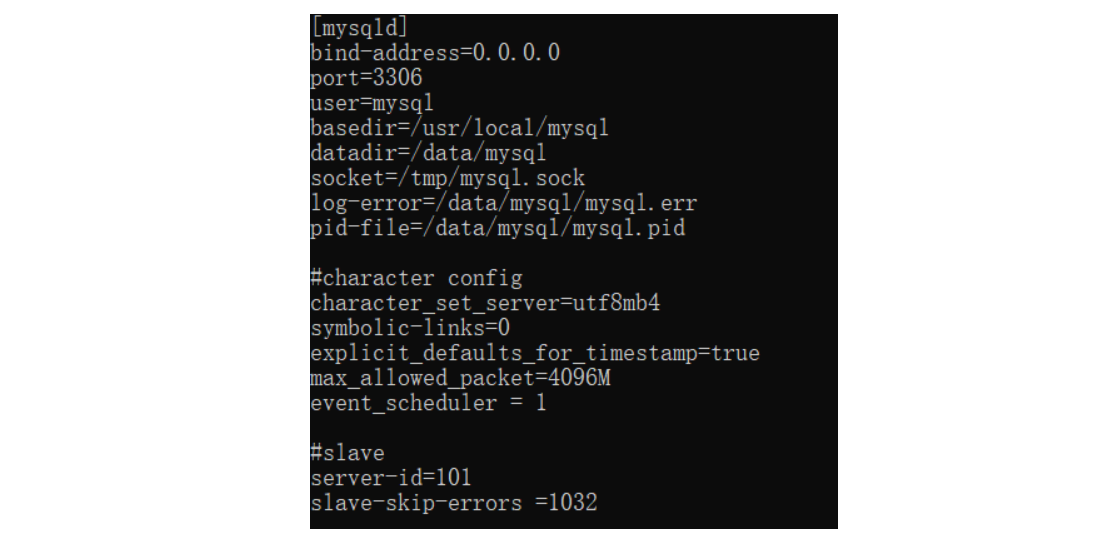 [mysqld]
bind-address=0.0.0.0
port=3306
user=mysql
basedir=/usr/local/mysql
datadir=/data/mysql
socket=/tmp/mysql.sock
log-error=/data/mysql/mysql.err
pid-file=/data/mysql/mysql.pid
#character config
character_set_server=utf8mb4
symbolic-links=0
explicit_defaults_for_timestamp=true
max_allowed_packet=4096M
event_scheduler = 1
#slave
server-id=101
slave-skip-errors =1032